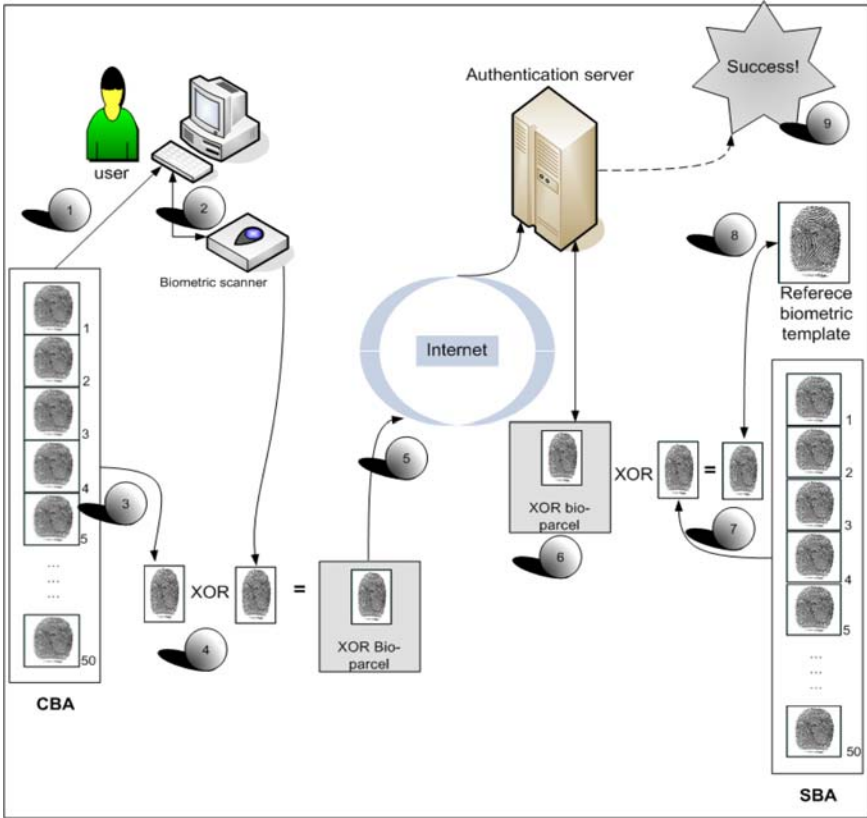 Authentication server
Success!
9
user
1
2
Biometric scanner
8
Referece
biometric
template
Internet
1
2
3
4
5
...
...
...
50
CBA
3
XOR
=
4
XOR Bio-
parcel
5
XOR bio-
parcel
6
XOR
=
7
1
2
3
4
5
...
...
50
SBA